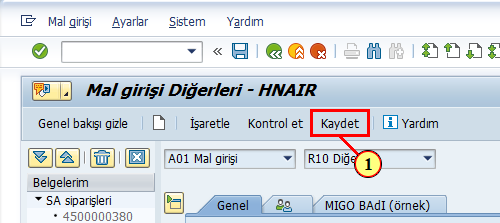 Mal girişi Ayarlar Sistem Yardım
Mal girişi Diğerleri - HNAIR
Genel bakışı gizle İşaretle Kontrol et Kaydet Yardım
1
A01 Mal girişi R10 Diğe
Belgelerim
SA siparişleri
4500000380
Genel MIGO BAdI (örnek)